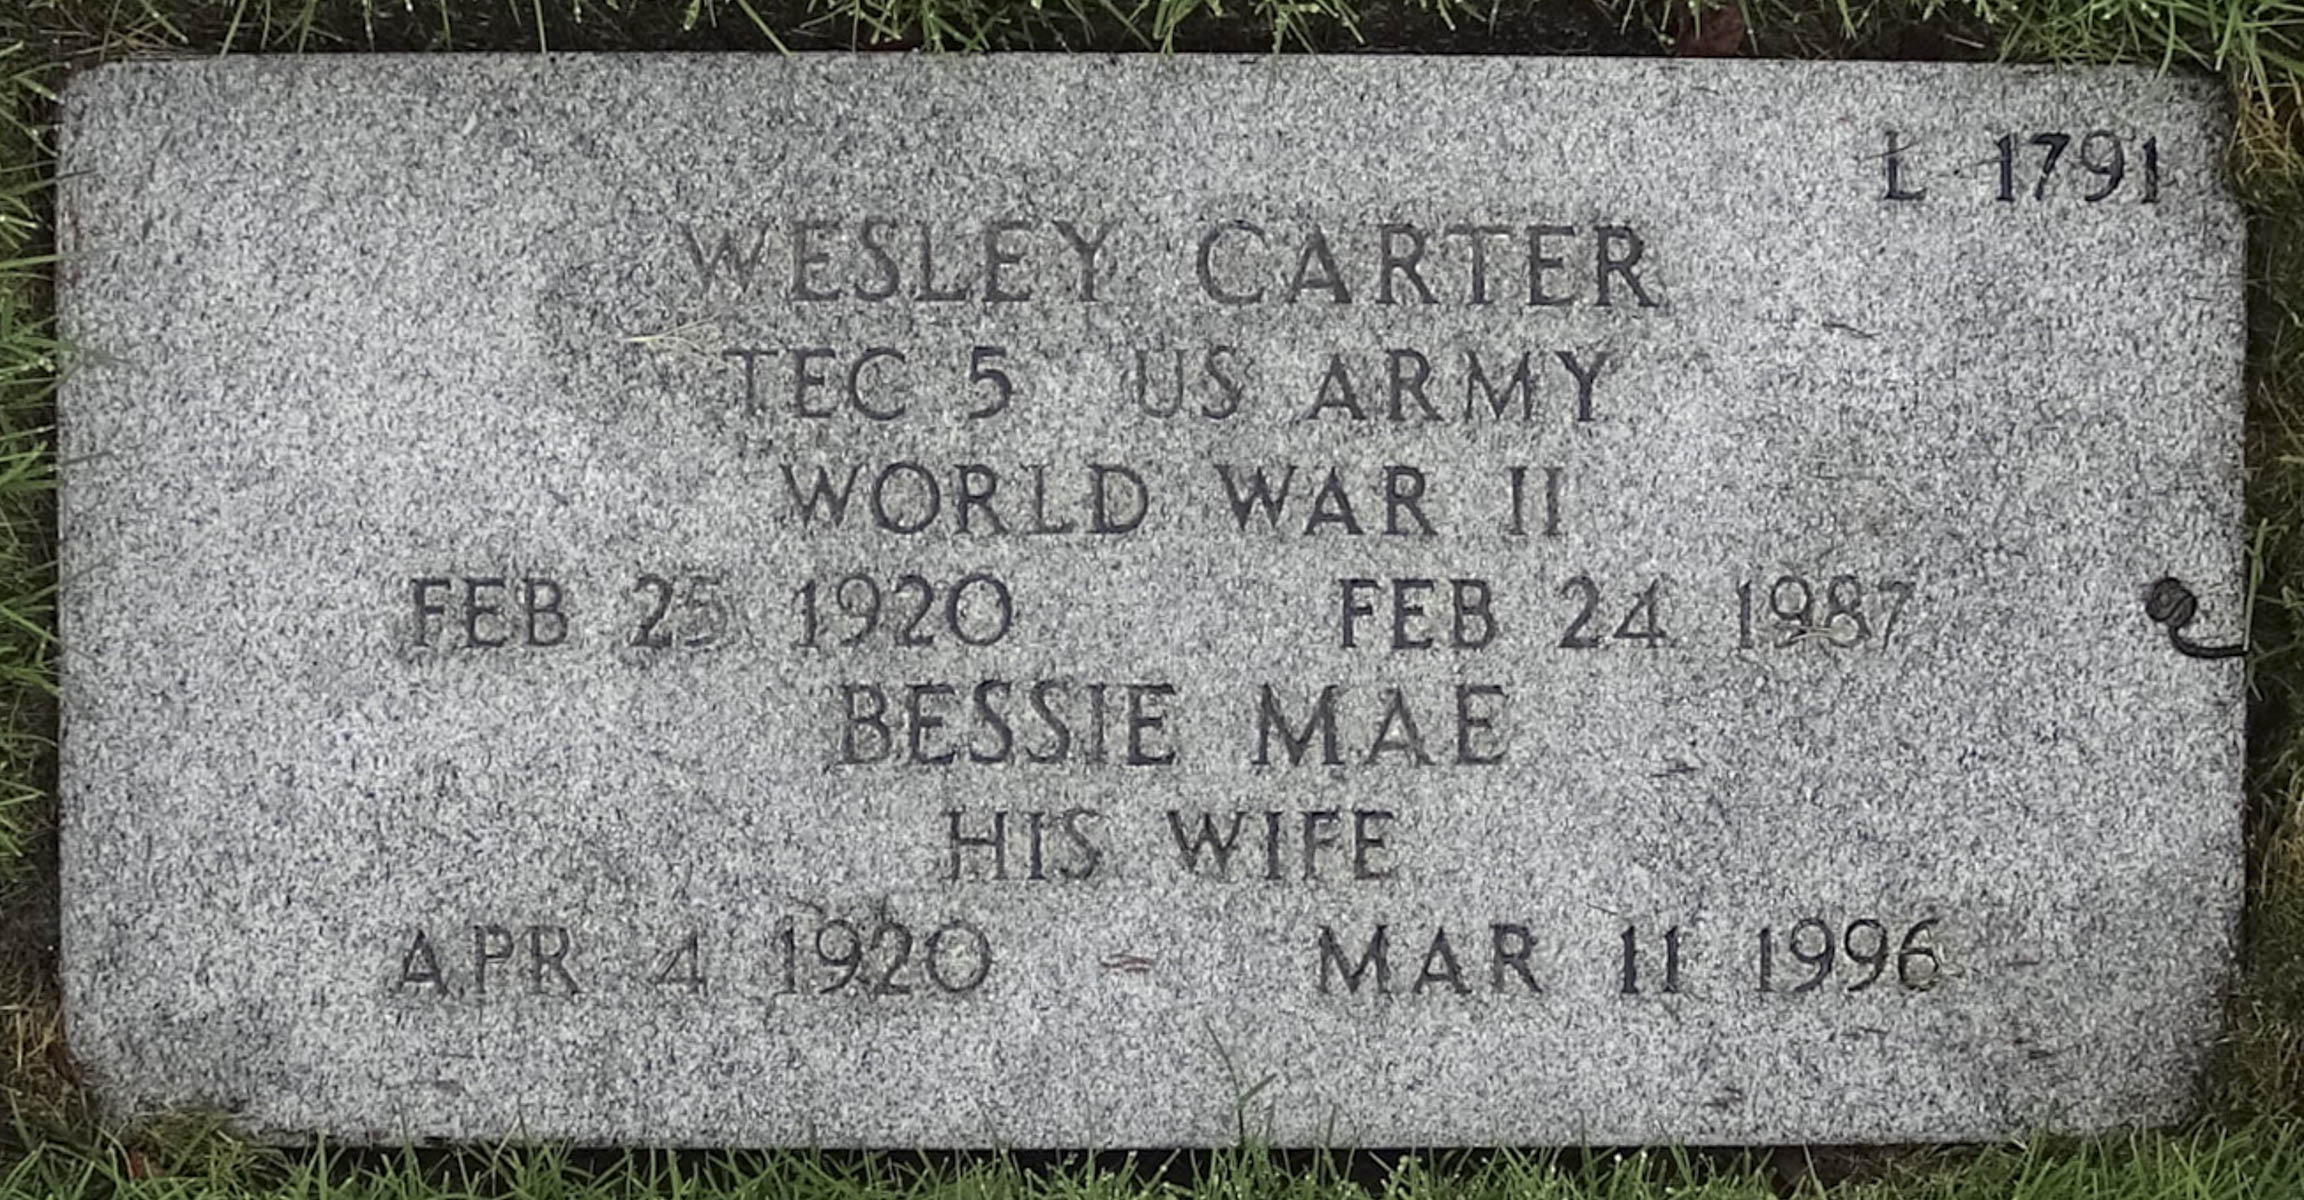 L 1791
WESLEY CARTER
TEC 5 US ARMY
WORLD WAR II
FEB 25 1920 FEB 24 1987
BESSIE MAE
HIS WIFE
APR 4 1920 MAR 11 1996